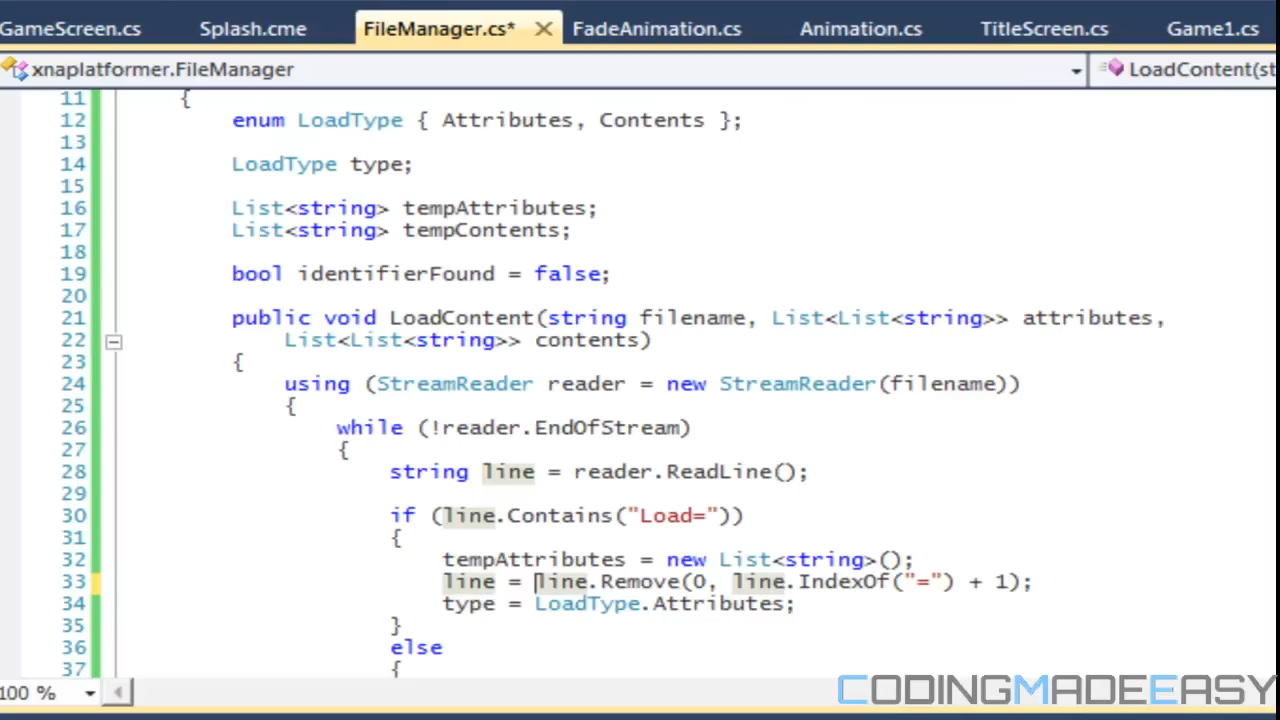 GameScreen.cs Splash.cme FileManager.cs* FadeAnimation.cs Animation.cs TitleScreen.cs Game1.cs
xnaplatformer.FileManager LoadContent(st
11 {
12 enum LoadType { Attributes, Contents };
13
14 LoadType type;
15
16 List<string> tempAttributes;
17 List<string> tempContents;
18
19 bool identifierFound = false;
20
21 public void LoadContent(string filename, List<List<string>> attributes,
22 List<List<string>> contents)
23 {
24 using (StreamReader reader = new StreamReader(filename))
25 {
26 while (!reader.EndOfStream)
27 {
28 string line = reader.ReadLine();
29
30 if (line.Contains("Load="))
31 {
32 tempAttributes = new List<string>();
33 line = line.Remove(0, line.IndexOf("=") + 1);
34 type = LoadType.Attributes;
35 }
36 else
37 {
100 %
CODINGMADEEASY